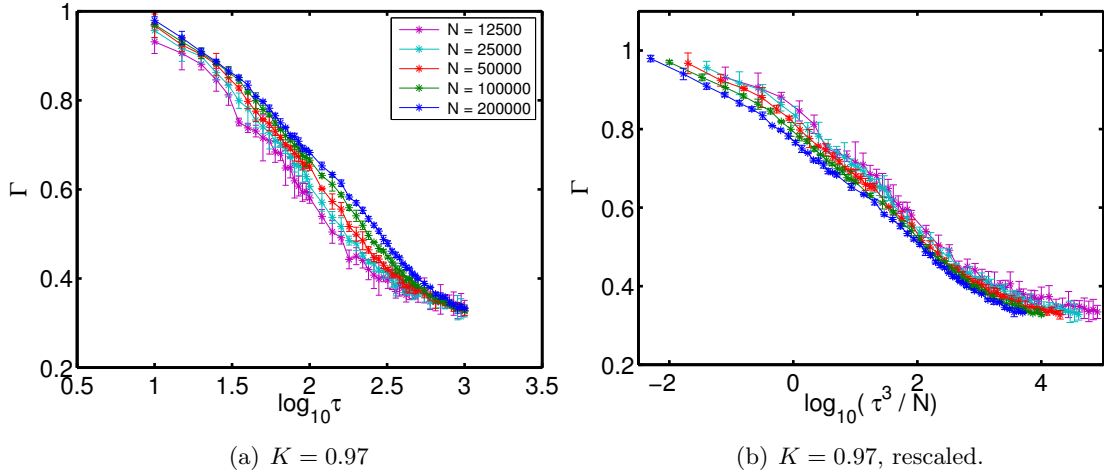 1
0.8
0.6
0.4
0.2
Γ
0.5
1
1.5
2
2.5
3
3.5
log₁₀τ
N = 12500
N = 25000
N = 50000
N = 100000
N = 200000
(a) K = 0.97
1
0.8
0.6
0.4
0.2
Γ
−2
0
2
4
log₁₀( τ³ / N)
(b) K = 0.97, rescaled.